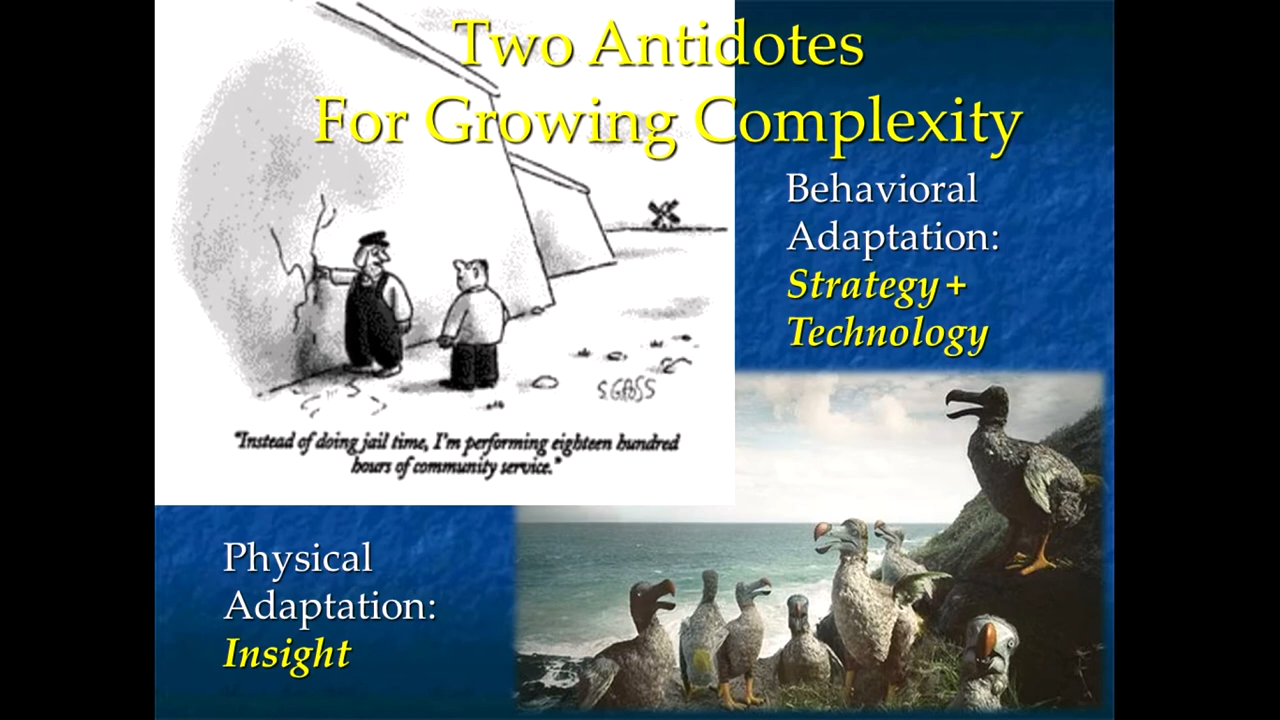 Two Antidotes
For Growing Complexity
Behavioral
Adaptation:
Strategy +
Technology
S.GROSS
"Instead of doing jail time, I'm performing eighteen hundred
hours of community service."
Physical
Adaptation:
Insight